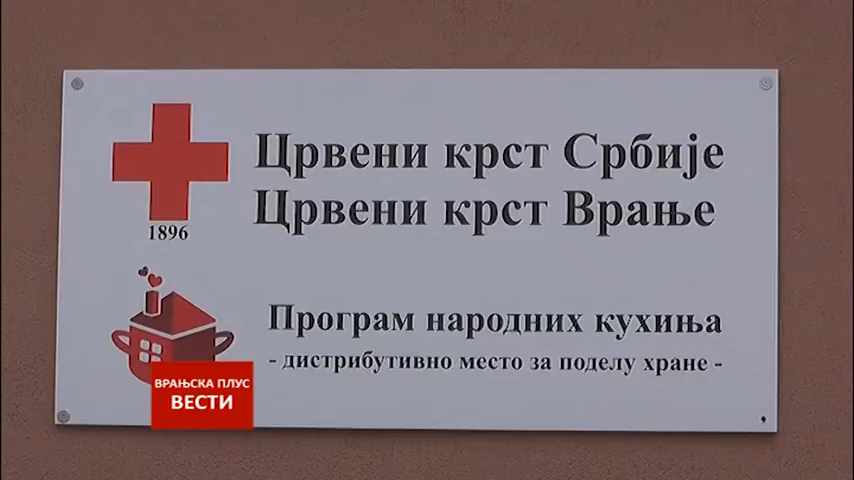 Црвени крст Србије
Црвени крст Врање
1896
Програм народних кухиња
- дистрибутивно место за поделу хране -
ВРАЊСКА ПЛУС
ВЕСТИ